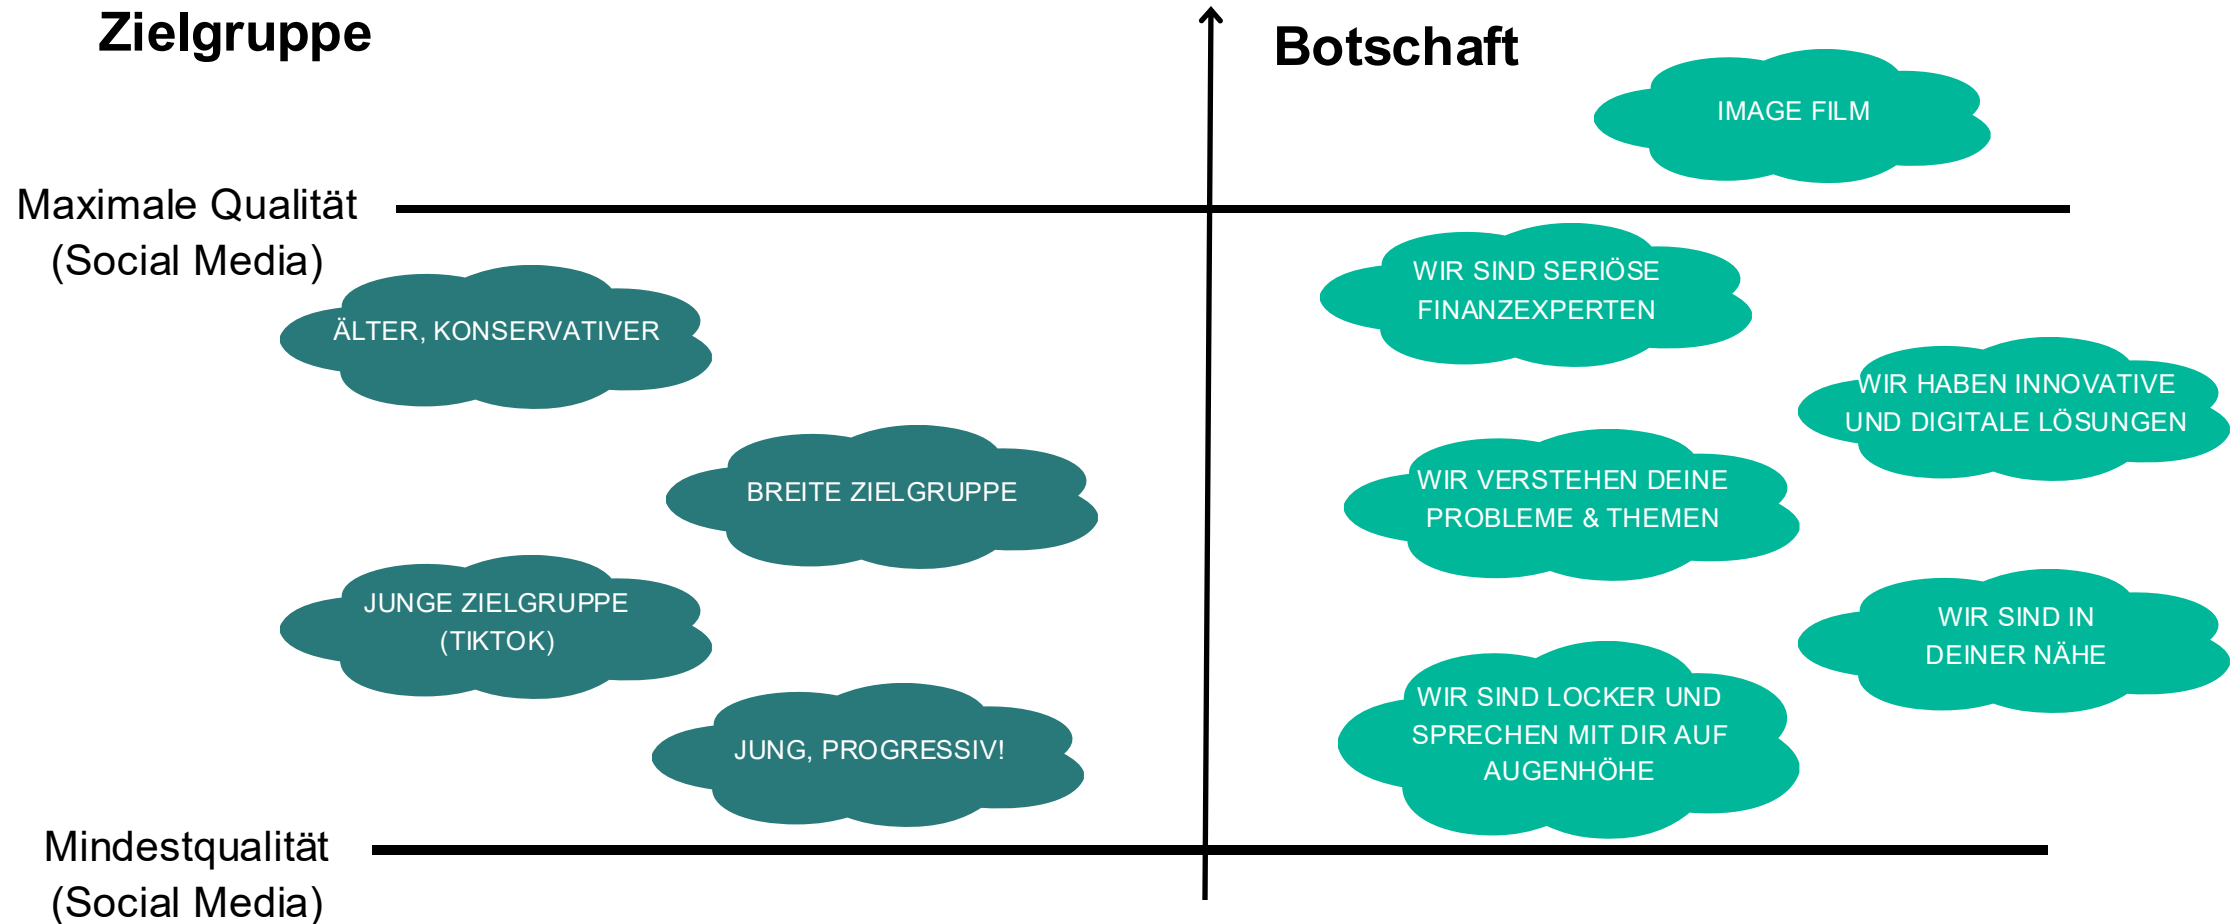 Zielgruppe
Botschaft
IMAGE FILM
Maximale Qualität
(Social Media)
ÄLTER, KONSERVATIVER
BREITE ZIELGRUPPE
JUNGE ZIELGRUPPE
(TIKTOK)
JUNG, PROGRESSIV!
WIR SIND SERIÖSE
FINANZEXPERTEN
WIR HABEN INNOVATIVE
UND DIGITALE LÖSUNGEN
WIR VERSTEHEN DEINE
PROBLEME & THEMEN
WIR SIND IN
DEINER NÄHE
WIR SIND LOCKER UND
SPRECHEN MIT DIR AUF
AUGENHÖHE
Mindestqualität
(Social Media)